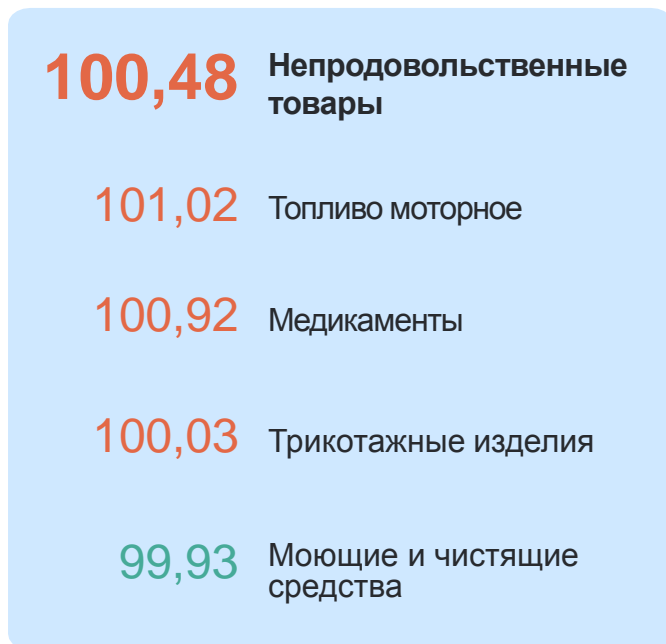 100,48 Непродовольственные
товары
101,02 Топливо моторное
100,92 Медикаменты
100,03 Трикотажные изделия
99,93 Моющие и чистящие
средства